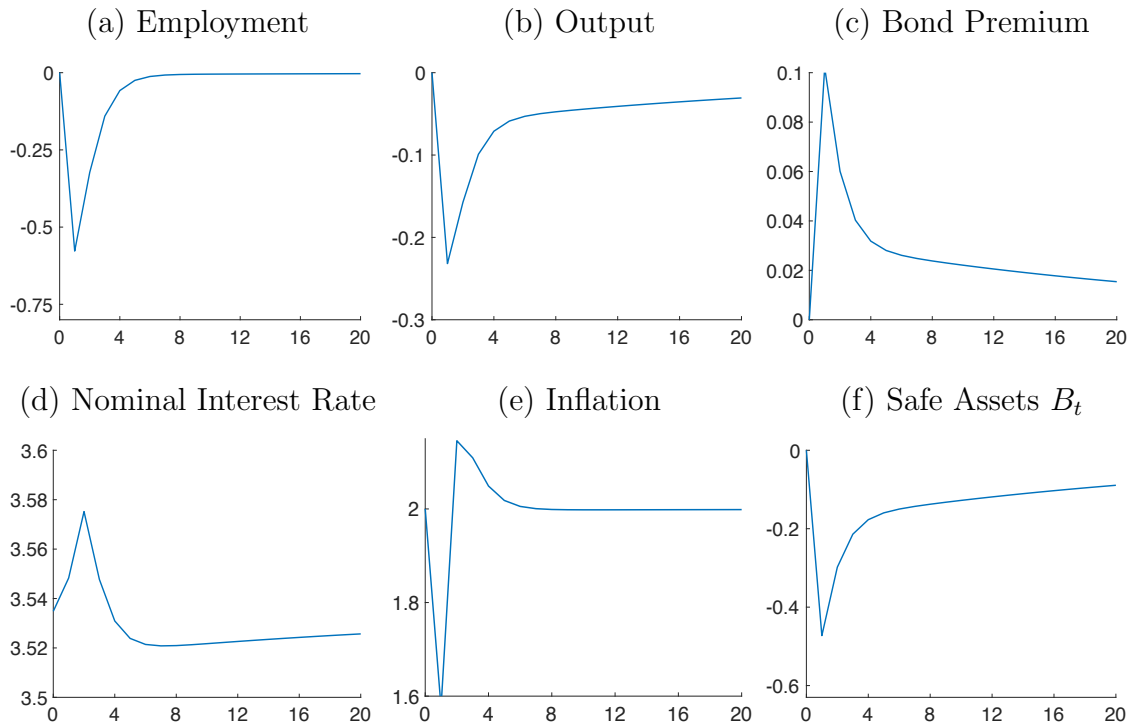 (a) Employment
(b) Output
(c) Bond Premium
0
-0.25
-0.5
-0.75
0 4 8 12 16 20
0
-0.1
-0.2
-0.3
0 4 8 12 16 20
0.1
0.08
0.06
0.04
0.02
0
0 4 8 12 16 20
(d) Nominal Interest Rate
(e) Inflation
(f) Safe Assets B_t
3.6
3.58
3.56
3.54
3.52
3.5
0 4 8 12 16 20
2
1.8
1.6
0 4 8 12 16 20
0
-0.2
-0.4
-0.6
0 4 8 12 16 20